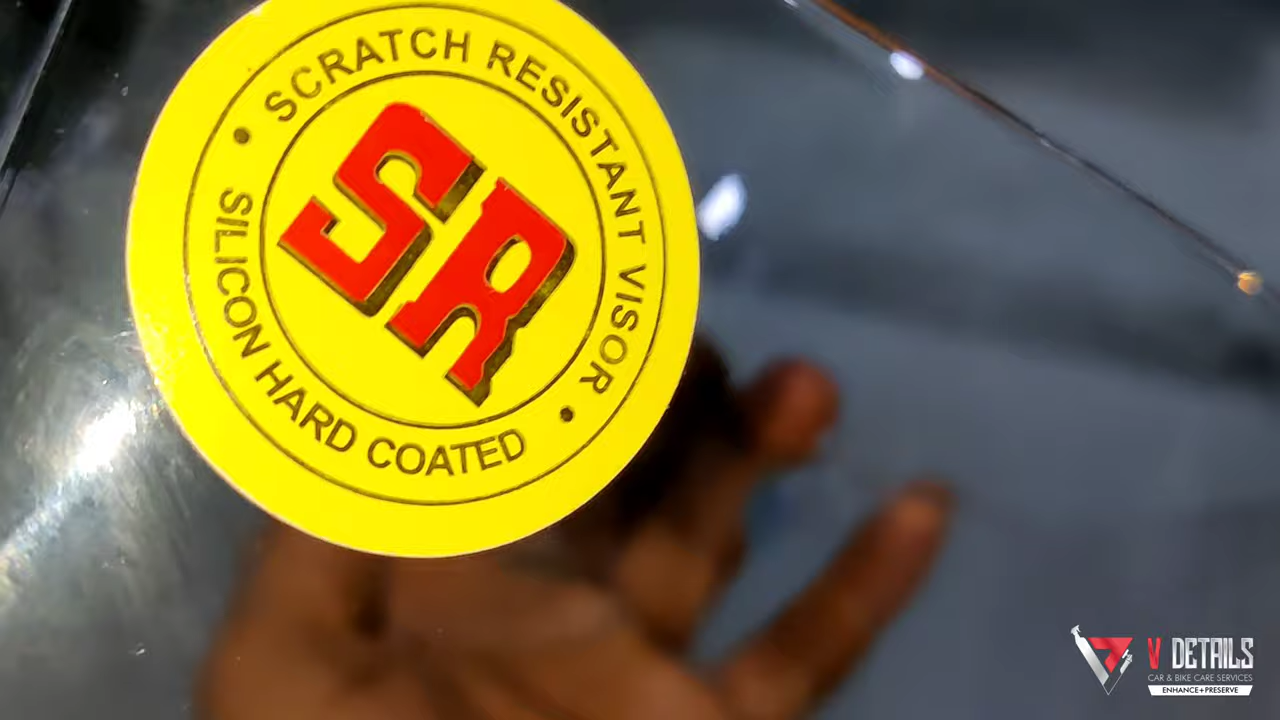 SCRATCH RESISTANT VISOR
SR
SILICON HARD COATED
V DETAILS
CAR & BIKE CARE SERVICES
ENHANCE+PRESERVE